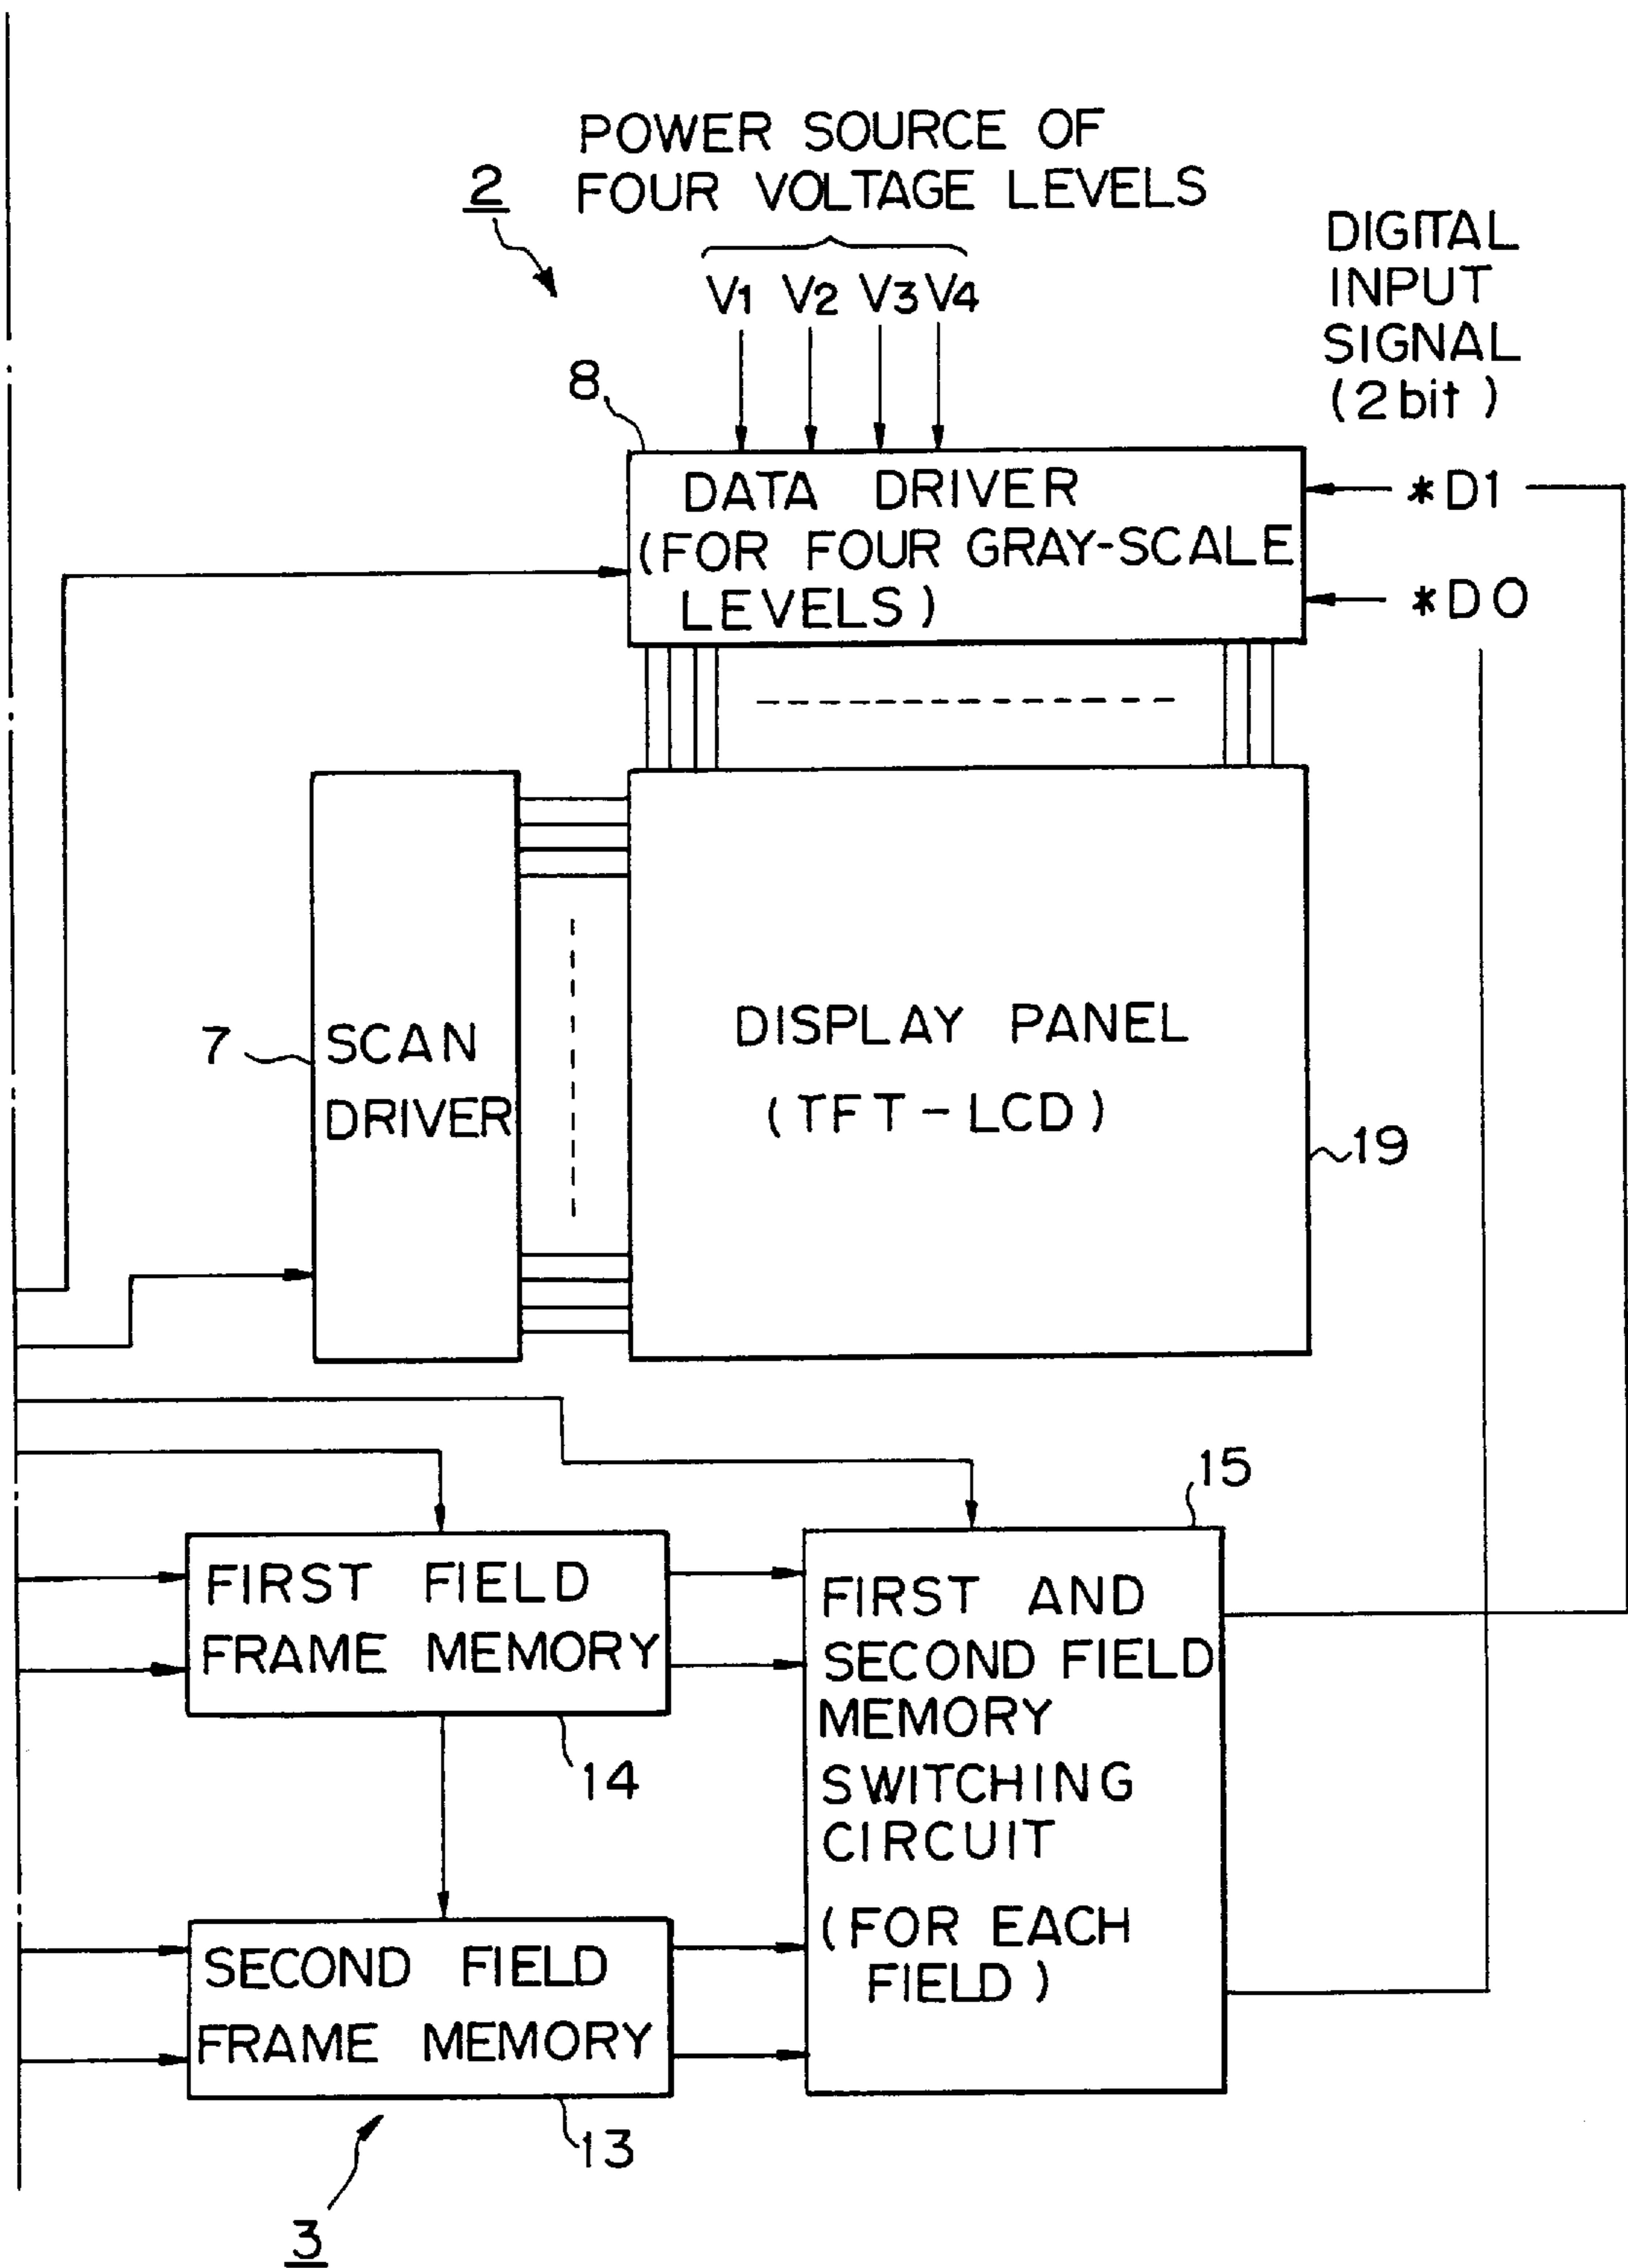 POWER SOURCE OF
FOUR VOLTAGE LEVELS
2
V1 V2 V3 V4
DIGITAL
INPUT
SIGNAL
(2bit)
8
DATA DRIVER
(FOR FOUR GRAY-SCALE
LEVELS)
*D1
*D0
7
SCAN
DRIVER
DISPLAY PANEL
(TFT-LCD)
19
15
FIRST FIELD
FRAME MEMORY
14
FIRST AND
SECOND FIELD
MEMORY
SWITCHING
CIRCUIT
(FOR EACH
FIELD)
SECOND FIELD
FRAME MEMORY
13
3